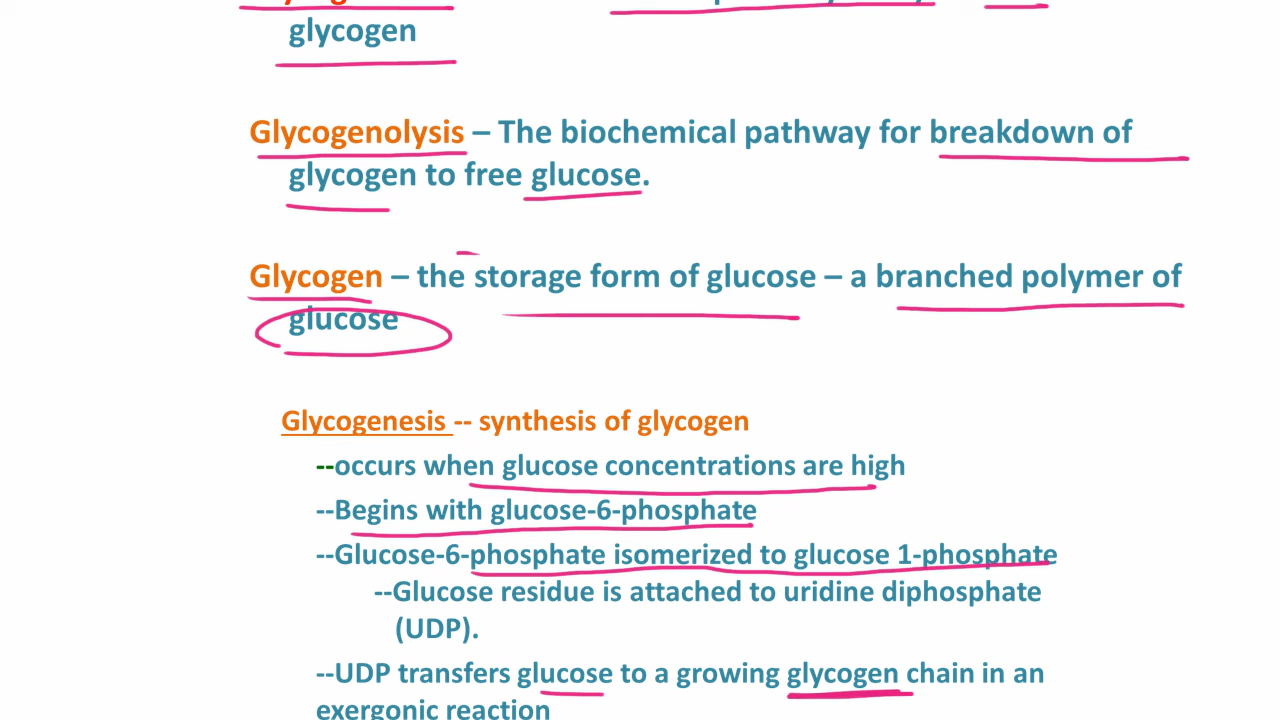 glycogen
Glycogenolysis – The biochemical pathway for breakdown of
glycogen to free glucose.
Glycogen – the storage form of glucose – a branched polymer of
glucose
Glycogenesis -- synthesis of glycogen
--occurs when glucose concentrations are high
--Begins with glucose-6-phosphate
--Glucose-6-phosphate isomerized to glucose 1-phosphate
--Glucose residue is attached to uridine diphosphate
(UDP).
--UDP transfers glucose to a growing glycogen chain in an
exergonic reaction